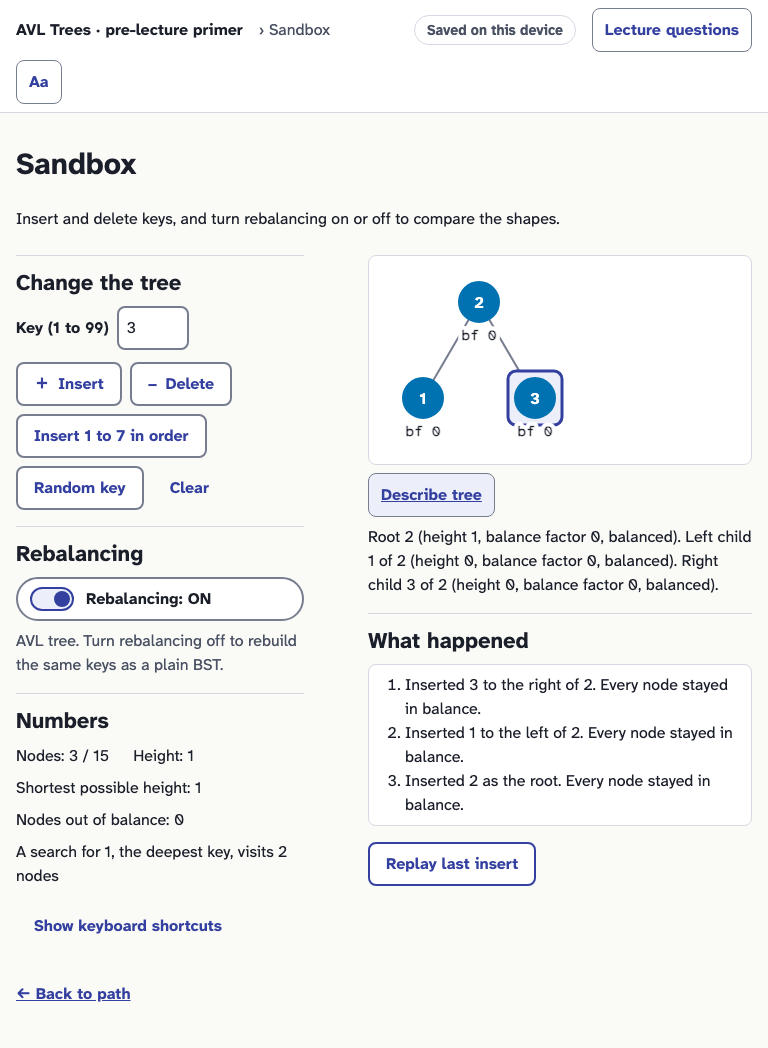 AVL Trees · pre-lecture primer › Sandbox Saved on this device Lecture questions
Aa
Sandbox
Insert and delete keys, and turn rebalancing on or off to compare the shapes.
Change the tree
Key (1 to 99) 3
+ Insert − Delete
Insert 1 to 7 in order
Random key Clear
Rebalancing
Rebalancing: ON
AVL tree. Turn rebalancing off to rebuild
the same keys as a plain BST.
Numbers
Nodes: 3 / 15 Height: 1
Shortest possible height: 1
Nodes out of balance: 0
A search for 1, the deepest key, visits 2
nodes
Show keyboard shortcuts
← Back to path
2
bf 0
1 3
bf 0 bf 0
Describe tree
Root 2 (height 1, balance factor 0, balanced). Left child
1 of 2 (height 0, balance factor 0, balanced). Right
child 3 of 2 (height 0, balance factor 0, balanced).
What happened
1. Inserted 3 to the right of 2. Every node stayed
in balance.
2. Inserted 1 to the left of 2. Every node stayed in
balance.
3. Inserted 2 as the root. Every node stayed in
balance.
Replay last insert